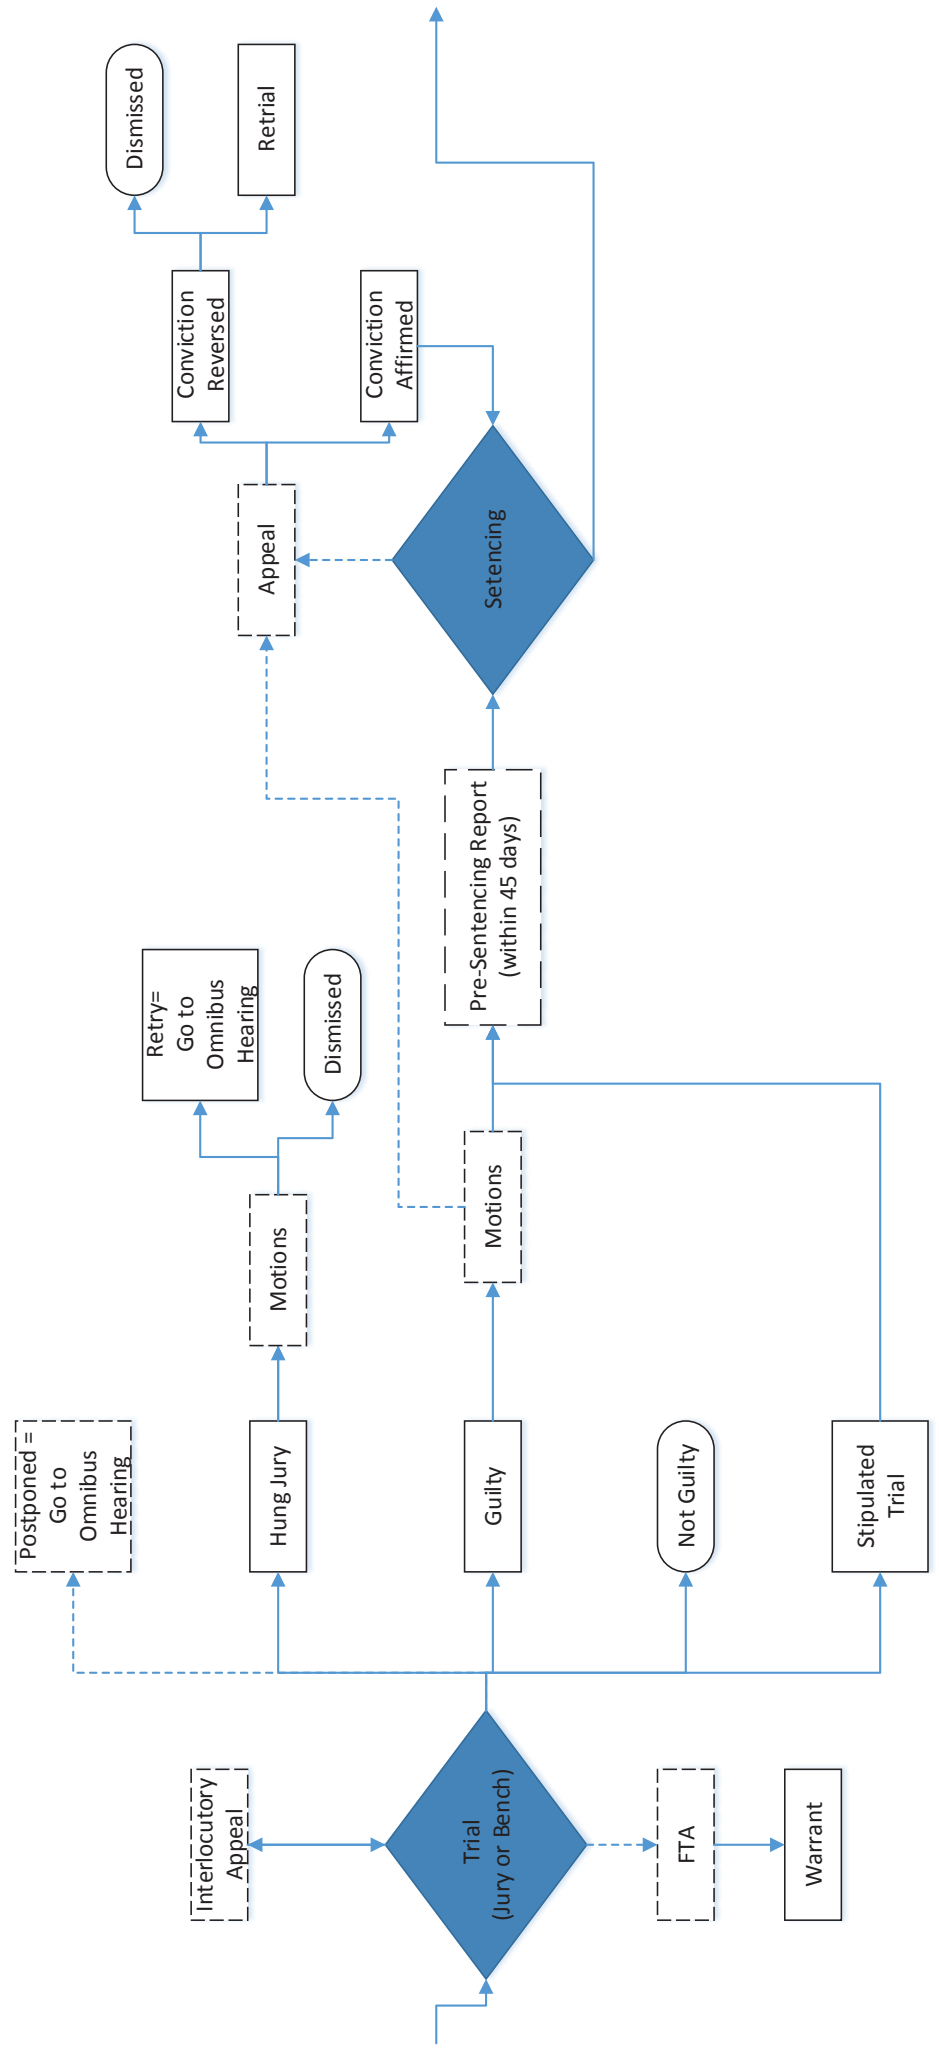 Interlocutory
Appeal
Trial
(Jury or Bench)
FTA
Warrant
Postponed =
Go to
Omnibus
Hearing
Hung Jury
Guilty
Not Guilty
Stipulated
Trial
Motions
Motions
Retry=
Go to
Omnibus
Hearing
Dismissed
Pre-Sentencing Report
(within 45 days)
Appeal
Setencing
Conviction
Reversed
Conviction
Affirmed
Dismissed
Retrial